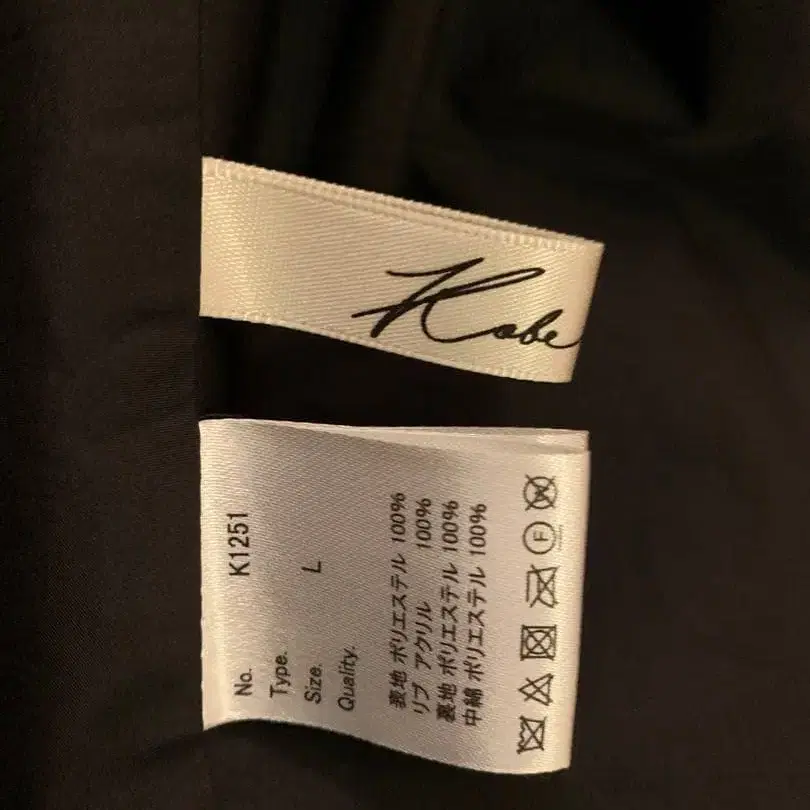 Kobe
No. K1251
Type.
Size. L
Quality.
表地 ポリエステル 100%
リブ アクリル 100%
裏地 ポリエステル 100%
中綿 ポリエステル 100%
F